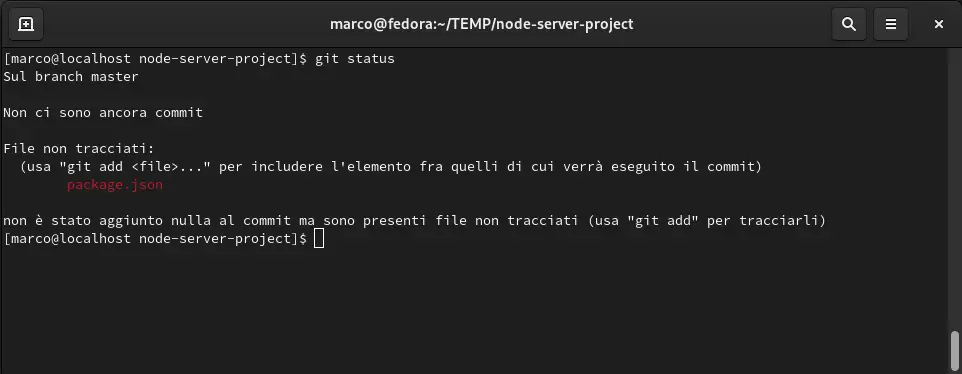 marco@fedora:~/TEMP/node-server-project
[marco@localhost node-server-project]$ git status
Sul branch master
Non ci sono ancora commit
File non tracciati:
  (usa "git add <file>..." per includere l'elemento fra quelli di cui verrà eseguito il commit)
        package.json
non è stato aggiunto nulla al commit ma sono presenti file non tracciati (usa "git add" per tracciarli)
[marco@localhost node-server-project]$